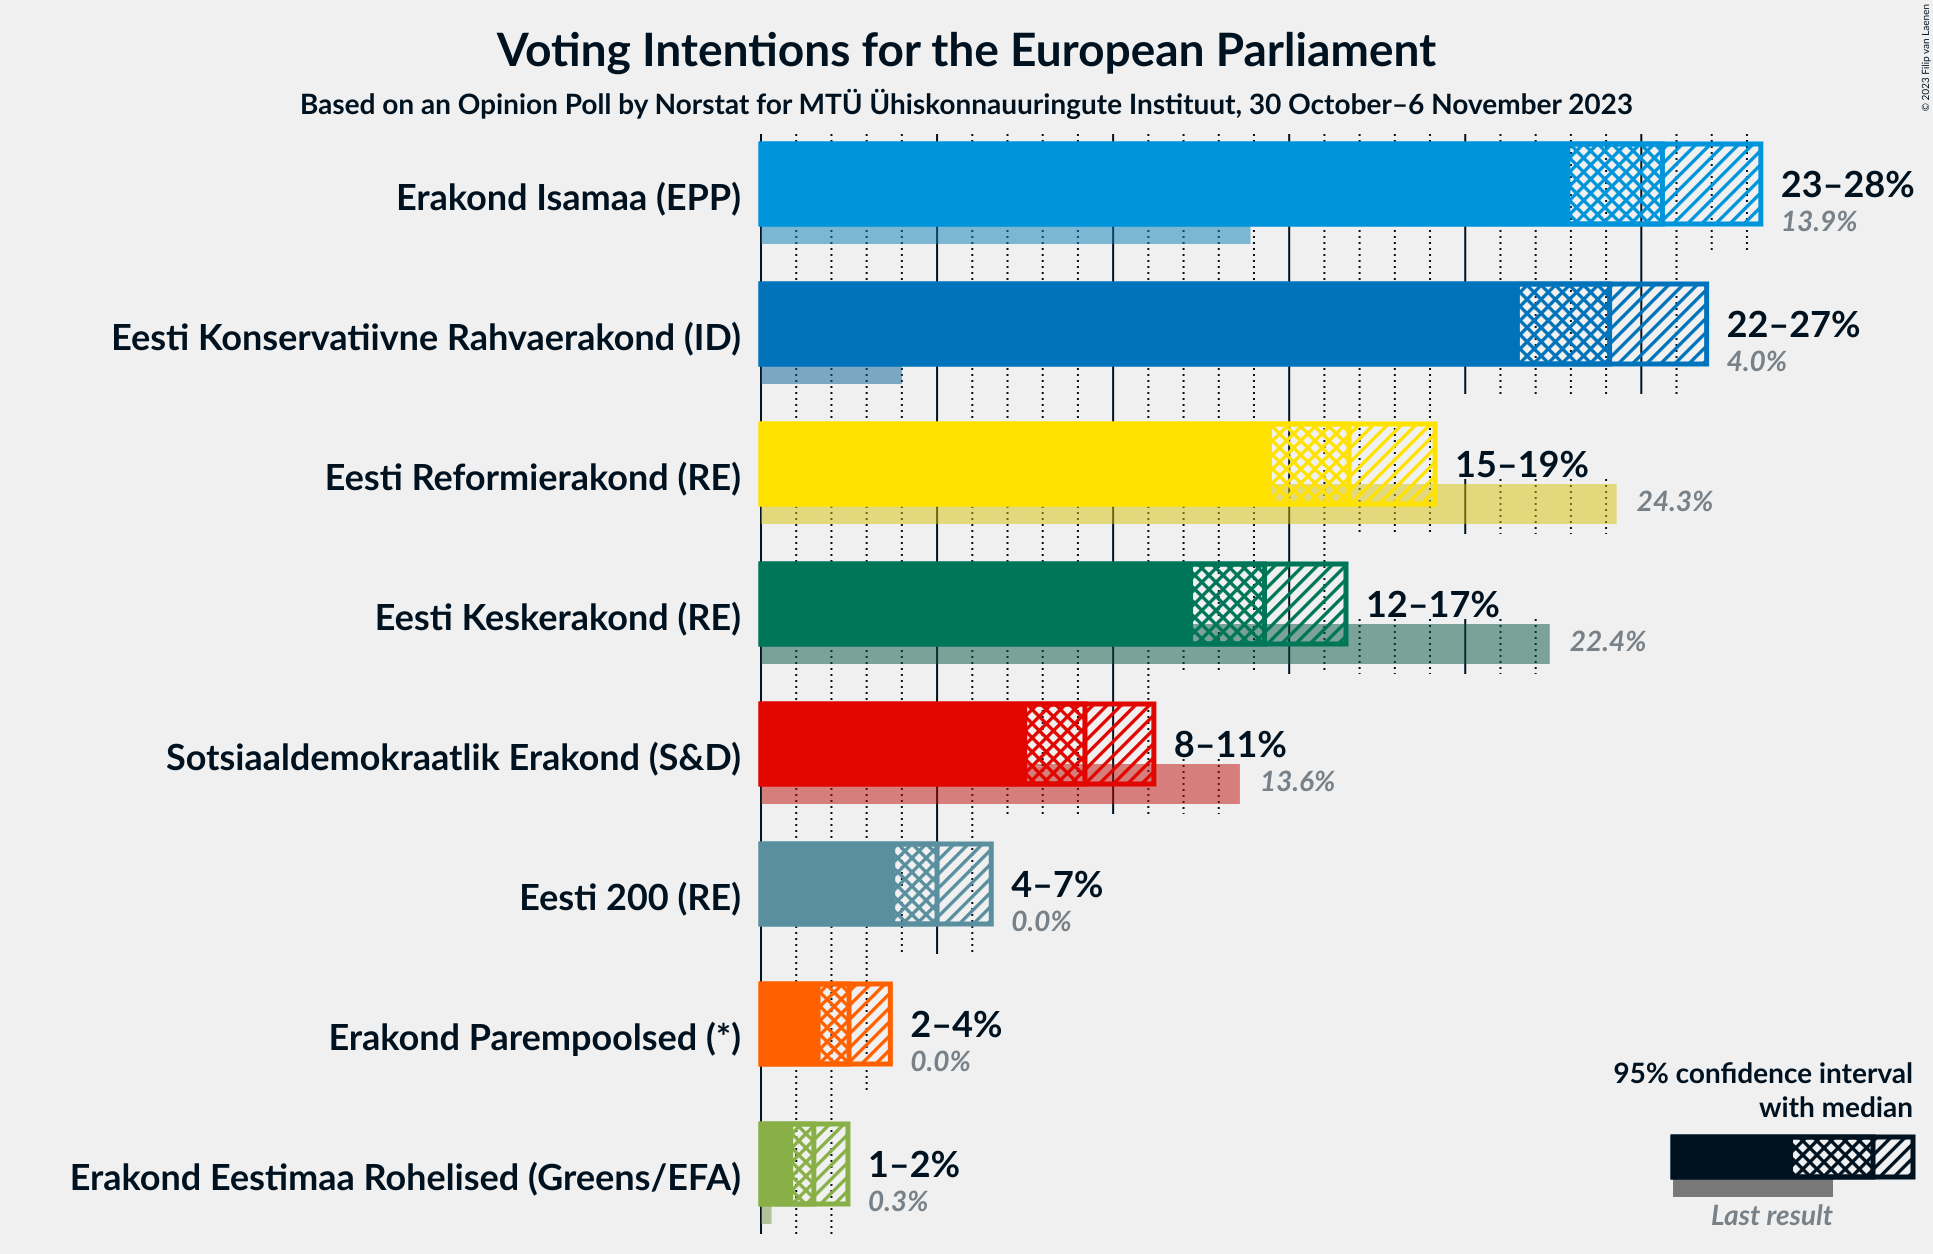 Voting Intentions for the European Parliament
Based on an Opinion Poll by Norstat for MTÜ Ühiskonnauuringute Instituut, 30 October–6 November 2023
© 2023 Filip van Laenen
Erakond Isamaa (EPP)
23–28%
13.9%
Eesti Konservatiivne Rahvaerakond (ID)
22–27%
4.0%
Eesti Reformierakond (RE)
15–19%
24.3%
Eesti Keskerakond (RE)
12–17%
22.4%
Sotsiaaldemokraatlik Erakond (S&D)
8–11%
13.6%
Eesti 200 (RE)
4–7%
0.0%
Erakond Parempoolsed (*)
2–4%
0.0%
Erakond Eestimaa Rohelised (Greens/EFA)
1–2%
0.3%
95% confidence interval
with median
Last result